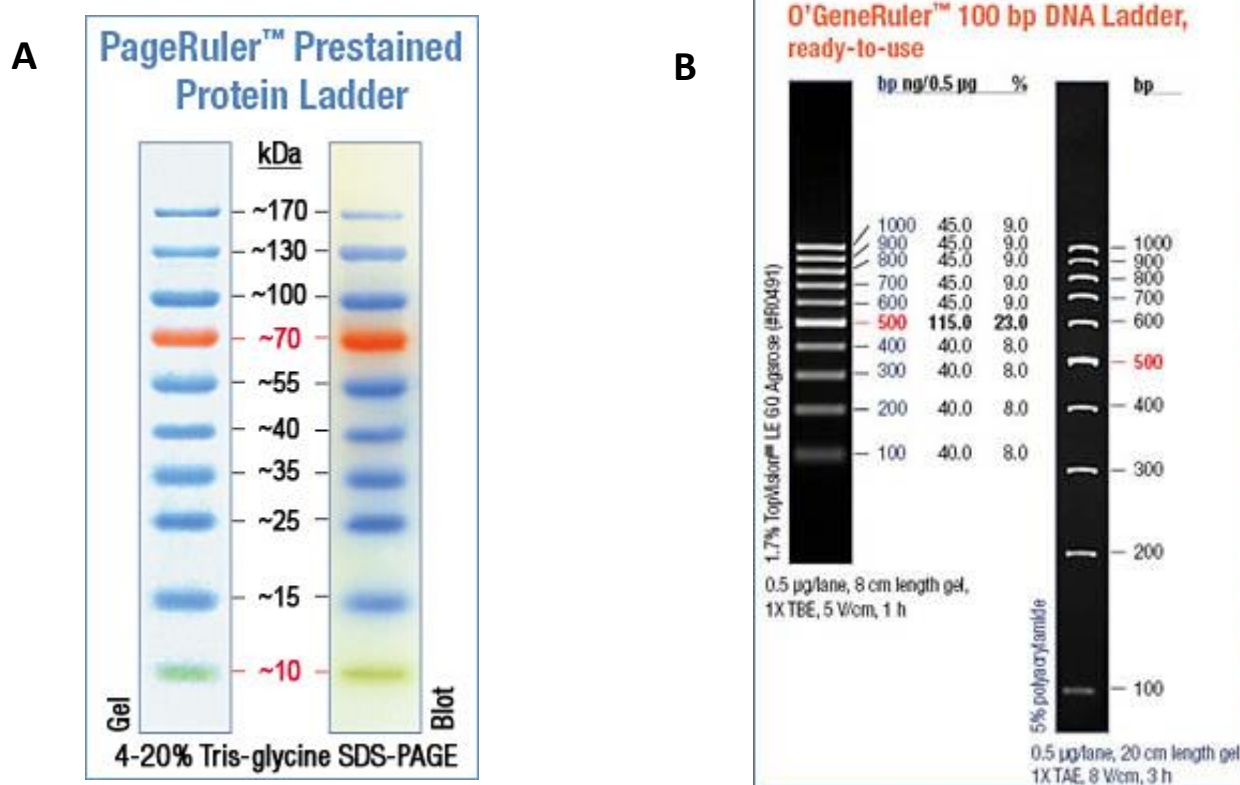 A
PageRuler™ Prestained
Protein Ladder
kDa
~170
~130
~100
~70
~55
~40
~35
~25
~15
~10
Gel
Blot
4-20% Tris-glycine SDS-PAGE
B
O'GeneRuler™ 100 bp DNA Ladder,
ready-to-use
bp ng/0.5 µg %
1000 45.0 9.0
900 45.0 9.0
800 45.0 9.0
700 45.0 9.0
600 45.0 9.0
500 115.0 23.0
400 40.0 8.0
300 40.0 8.0
200 40.0 8.0
100 40.0 8.0
1.7% TopVision™ LE GQ Agarose (#R0491)
0.5 µg/lane, 8 cm length gel,
1X TBE, 5 V/cm, 1 h
bp
1000
900
800
700
600
500
400
300
200
100
5% polyacrylamide
0.5 µg/lane, 20 cm length gel
1X TAE, 8 V/cm, 3 h